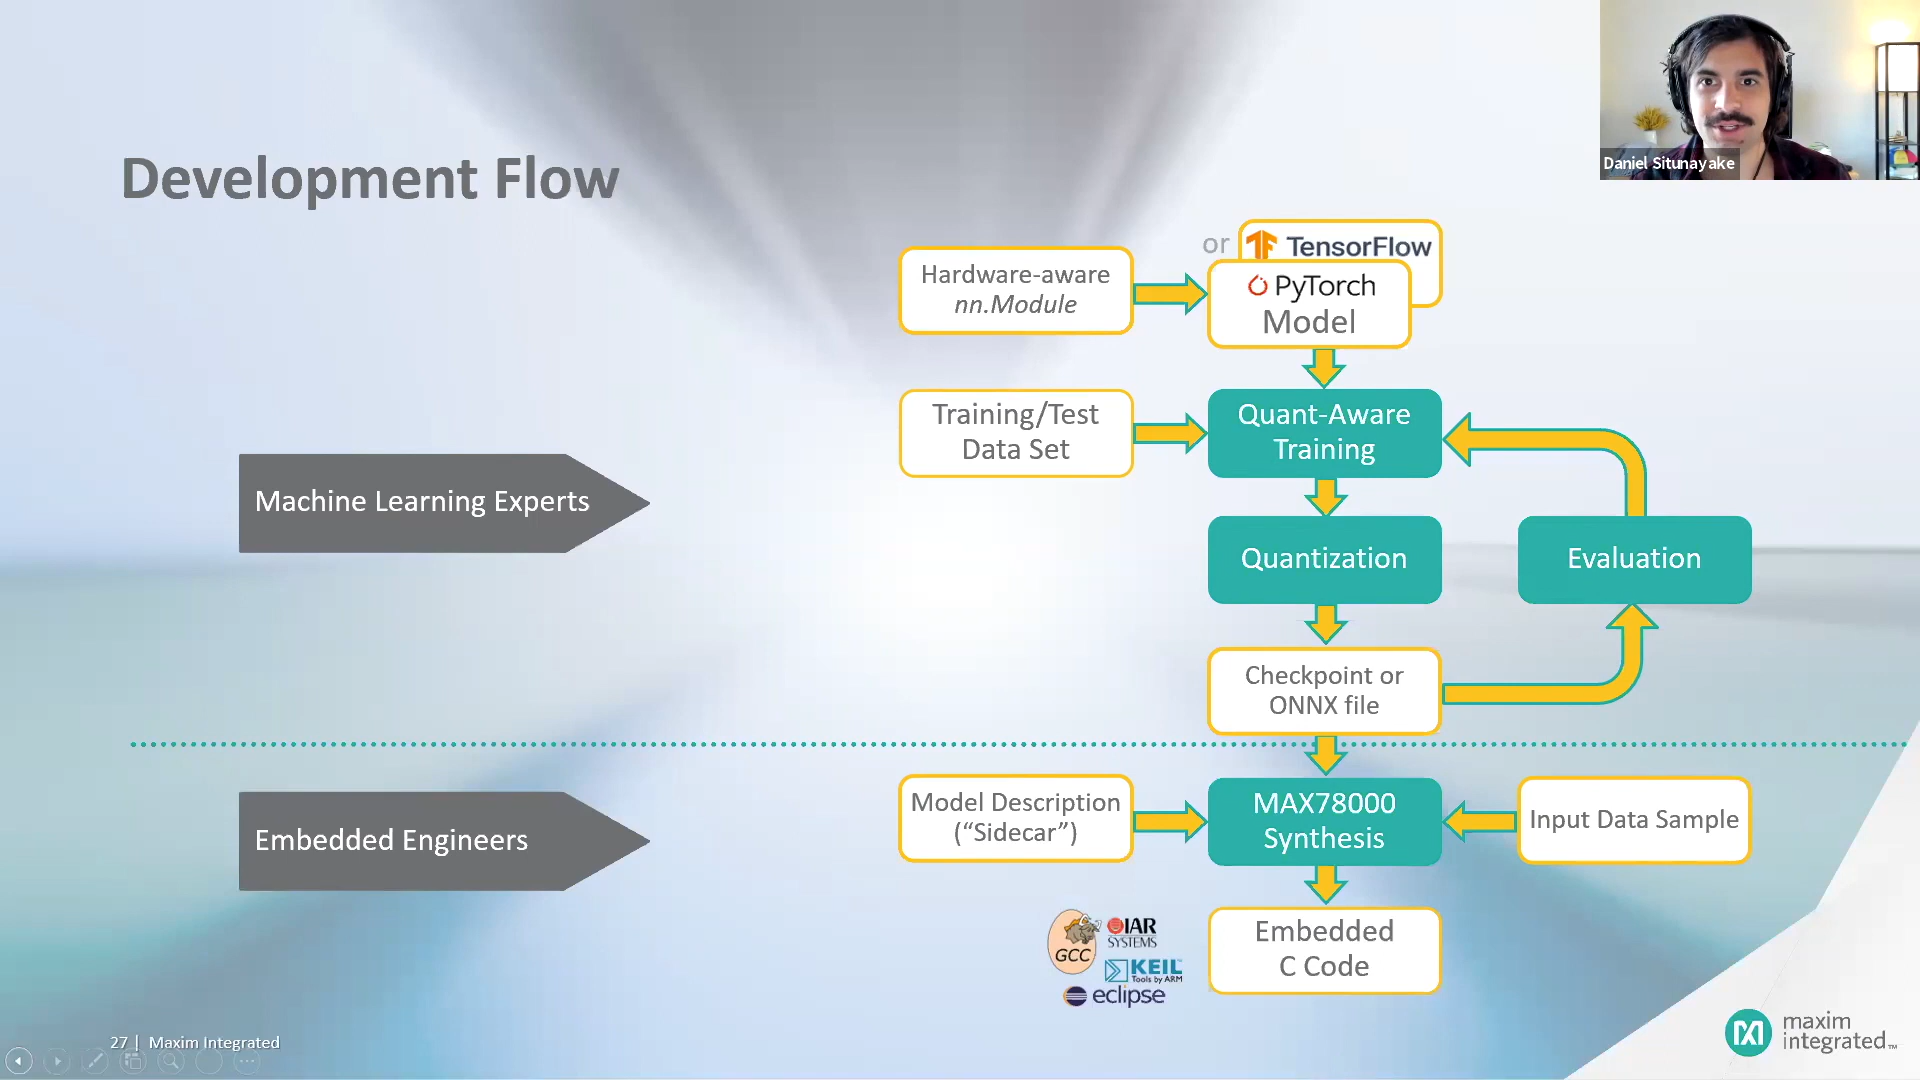 Daniel Situnayake
Development Flow
or
TensorFlow
Hardware-aware
nn.Module
PyTorch
Model
Training/Test
Data Set
Quant-Aware
Training
Machine Learning Experts
Quantization
Evaluation
Checkpoint or
ONNX file
Model Description
(“Sidecar”)
MAX78000
Synthesis
Input Data Sample
Embedded Engineers
GCC
IAR
SYSTEMS
KEIL
Tools by ARM
eclipse
Embedded
C Code
27 | Maxim Integrated
maxim
integrated™